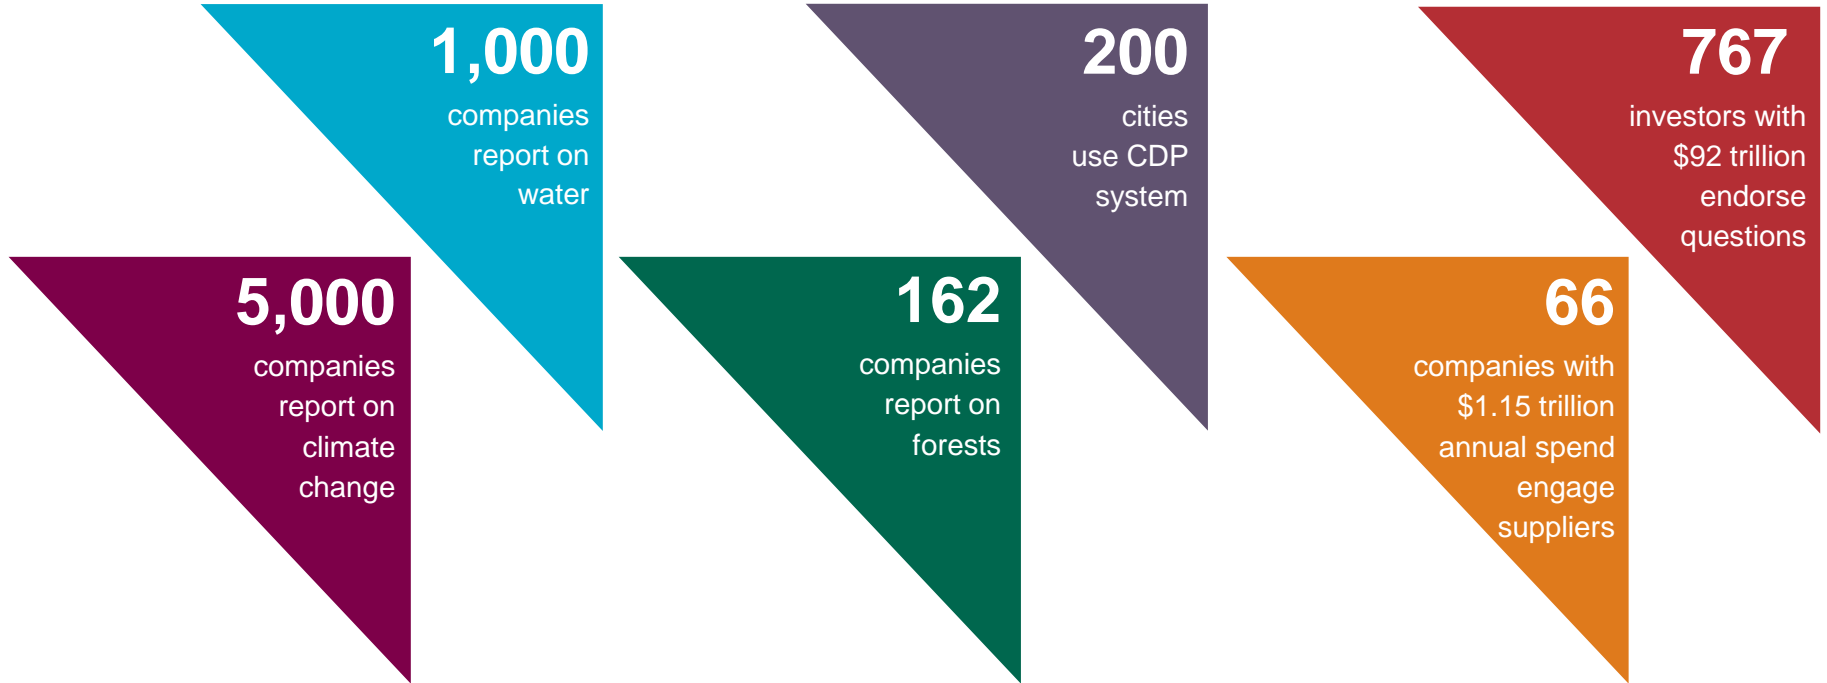 1,000
companies
report on
water
200
cities
use CDP
system
767
investors with
$92 trillion
endorse
questions
5,000
companies
report on
climate
change
162
companies
report on
forests
66
companies with
$1.15 trillion
annual spend
engage
suppliers